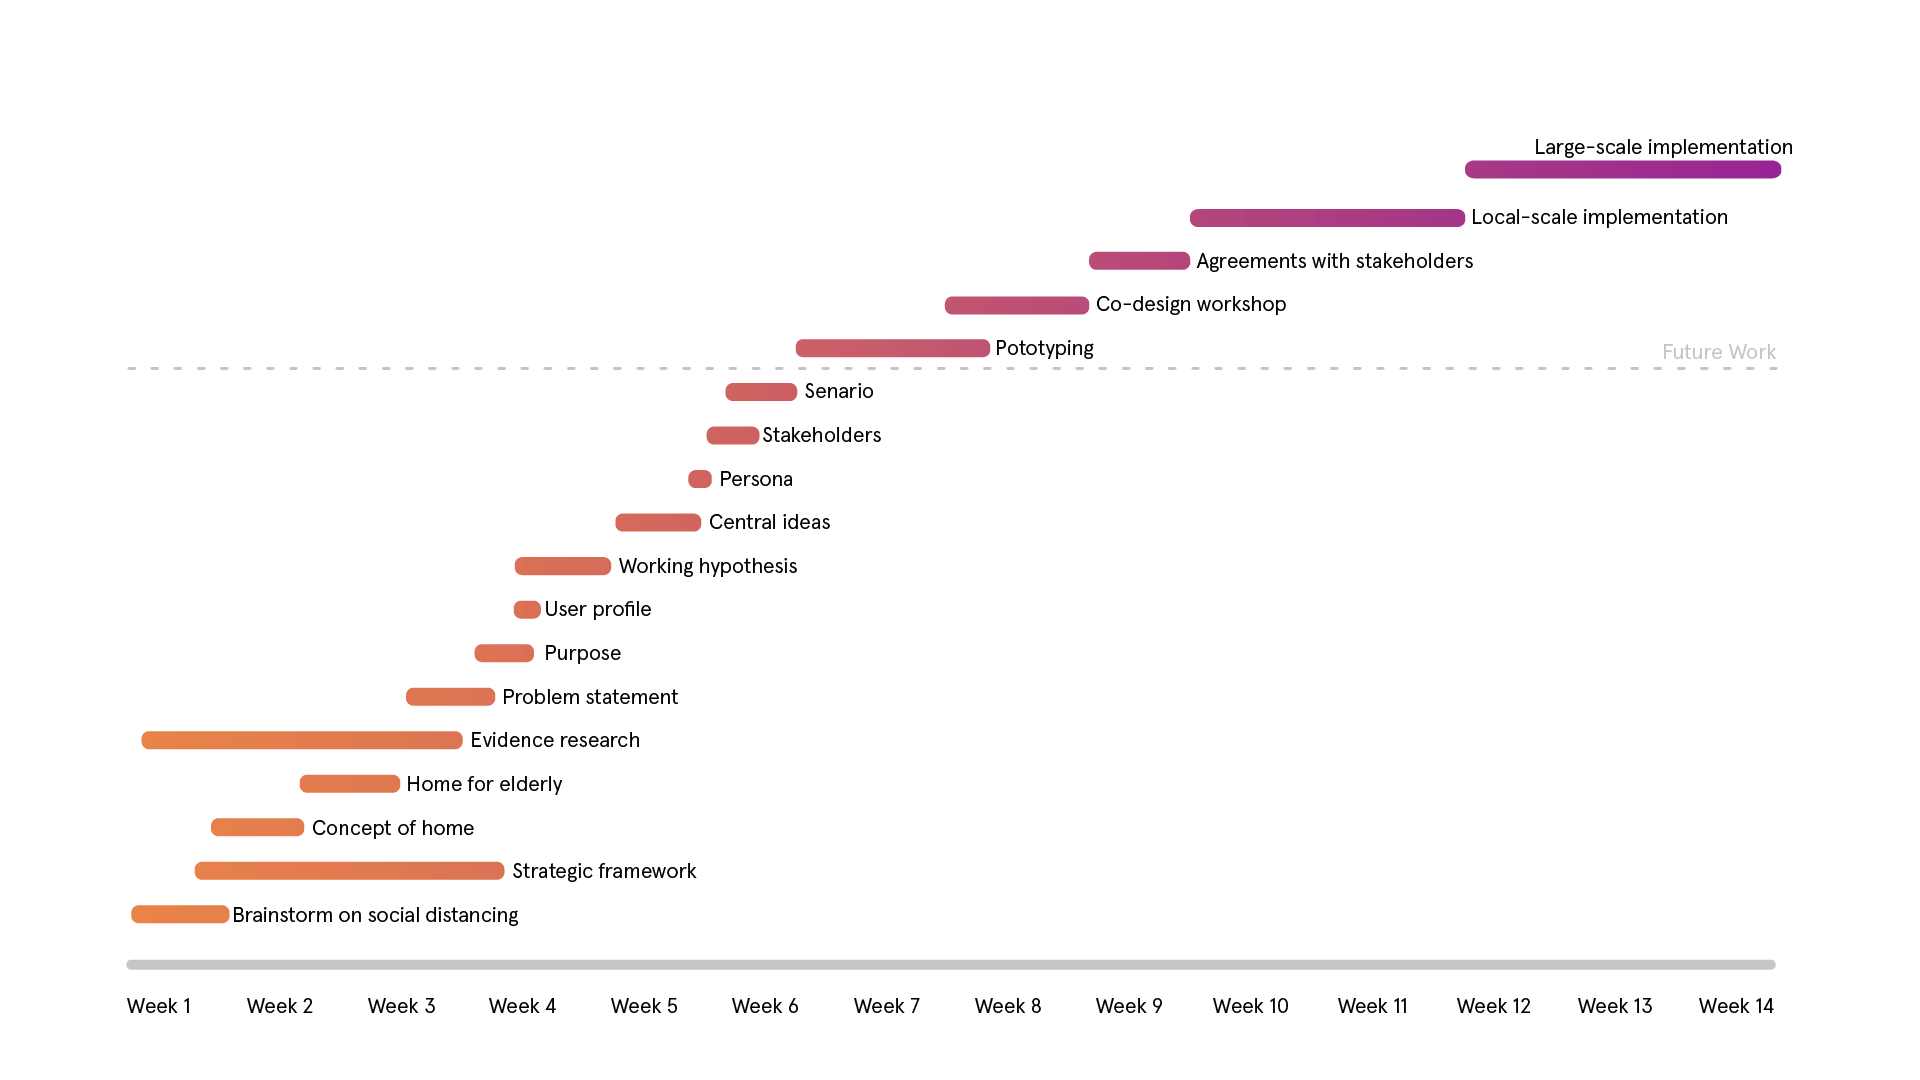 Large-scale implementation
Local-scale implementation
Agreements with stakeholders
Co-design workshop
Pototyping
Future Work
Senario
Stakeholders
Persona
Central ideas
Working hypothesis
User profile
Purpose
Problem statement
Evidence research
Home for elderly
Concept of home
Strategic framework
Brainstorm on social distancing
Week 1 Week 2 Week 3 Week 4 Week 5 Week 6 Week 7 Week 8 Week 9 Week 10 Week 11 Week 12 Week 13 Week 14